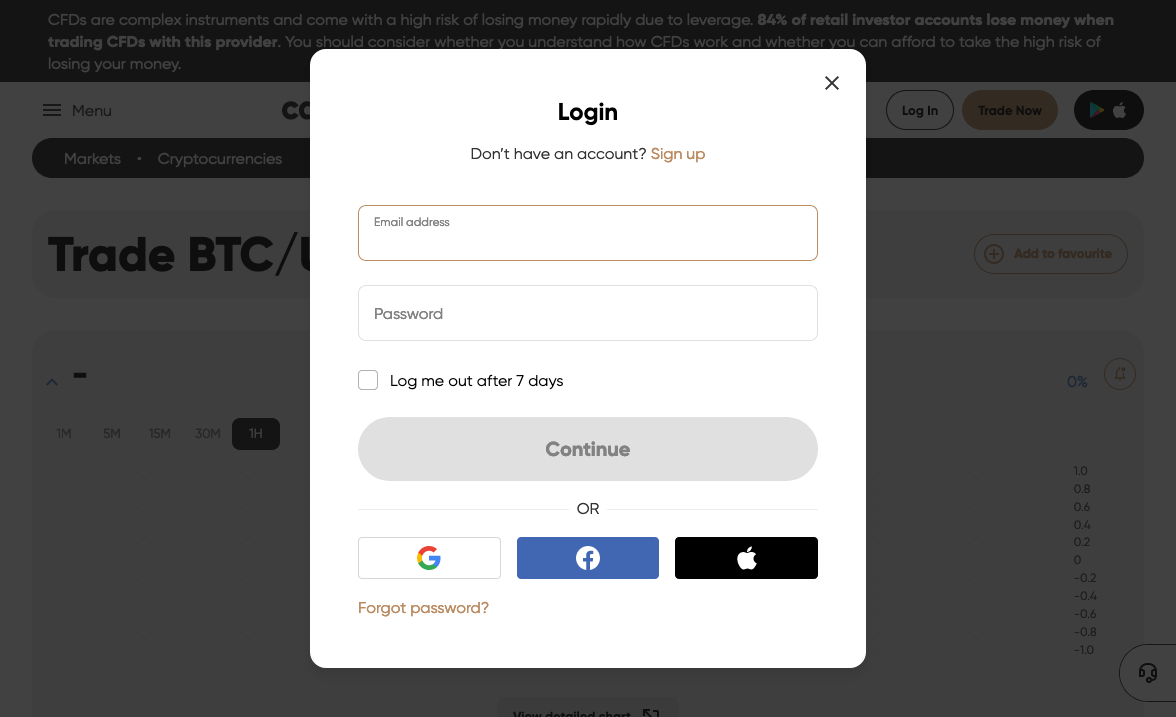 CFDs are complex instruments and come with a high risk of losing money rapidly due to leverage. 84% of retail investor accounts lose money when
trading CFDs with this provider. You should consider whether you understand how CFDs work and whether you can afford to take the high risk of
losing your money.
Menu
Log In
Trade Now
Markets • Cryptocurrencies
Trade BTC/
Add to favourite
0%
1M 5M 15M 30M 1H
1.0
0.8
0.6
0.4
0.2
0
-0.2
-0.4
-0.6
-0.8
-1.0
View detailed chart
Login
Don't have an account? Sign up
Email address
Password
Log me out after 7 days
Continue
OR
Forgot password?